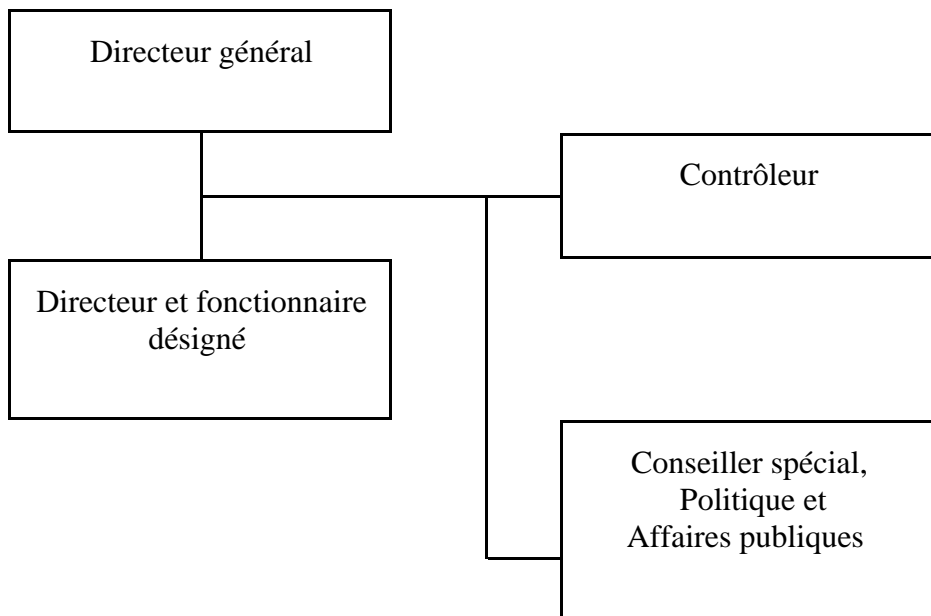 Directeur général
Contrôleur
Directeur et fonctionnaire
désigné
Conseiller spécial,
Politique et
Affaires publiques